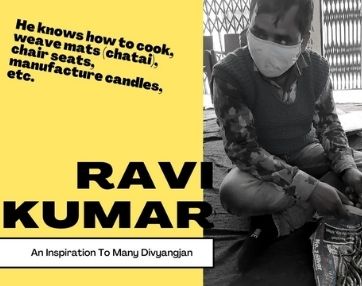 He knows how to cook,
weave mats (chatai),
chair seats,
manufacture candles,
etc.
RAVI
KUMAR
An Inspiration To Many Divyangjan